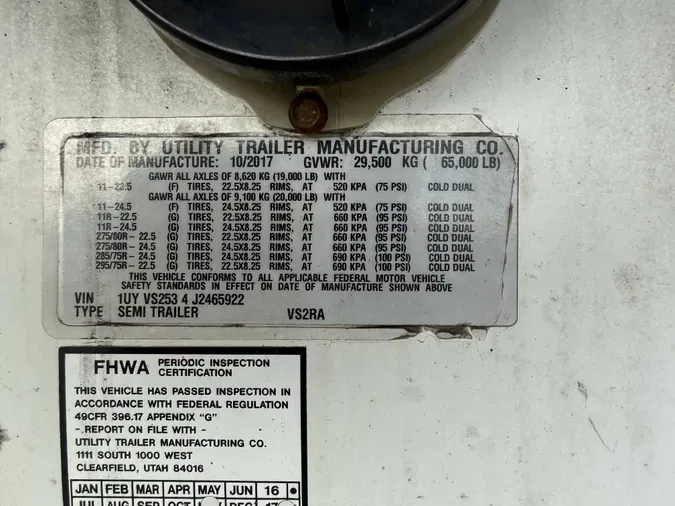 MFD. BY UTILITY TRAILER MANUFACTURING CO.
DATE OF MANUFACTURE: 10/2017 GVWR: 29,500 KG ( 65,000 LB)
GAWR ALL AXLES OF 8,620 KG (19,000 LB) WITH
11-22.5 (F) TIRES, 22.5X8.25 RIMS, AT 520 KPA (75 PSI) COLD DUAL
GAWR ALL AXLES OF 9,100 KG (20,000 LB) WITH
11-24.5 (F) TIRES, 24.5X8.25 RIMS, AT 520 KPA (75 PSI) COLD DUAL
11R-22.5 (G) TIRES, 22.5X8.25 RIMS, AT 660 KPA (95 PSI) COLD DUAL
11R-24.5 (G) TIRES, 24.5X8.25 RIMS, AT 660 KPA (95 PSI) COLD DUAL
275/80R-22.5 (G) TIRES, 22.5X8.25 RIMS, AT 660 KPA (95 PSI) COLD DUAL
275/80R-24.5 (G) TIRES, 24.5X8.25 RIMS, AT 660 KPA (95 PSI) COLD DUAL
285/75R-24.5 (G) TIRES, 24.5X8.25 RIMS, AT 690 KPA (100 PSI) COLD DUAL
295/75R-22.5 (G) TIRES, 22.5X8.25 RIMS, AT 690 KPA (100 PSI) COLD DUAL
THIS VEHICLE CONFORMS TO ALL APPLICABLE FEDERAL MOTOR VEHICLE
SAFETY STANDARDS IN EFFECT ON DATE OF MANUFACTURE SHOWN ABOVE
VIN 1UY VS253 4 J2465922
TYPE SEMI TRAILER VS2RA
FHWA PERIODIC INSPECTION
CERTIFICATION
THIS VEHICLE HAS PASSED INSPECTION IN
ACCORDANCE WITH FEDERAL REGULATION
49CFR 396.17 APPENDIX "G"
- REPORT ON FILE WITH -
UTILITY TRAILER MANUFACTURING CO.
1111 SOUTH 1000 WEST
CLEARFIELD, UTAH 84016
JAN FEB MAR APR MAY JUN 16
JUL AUG SEP OCT DEC 17